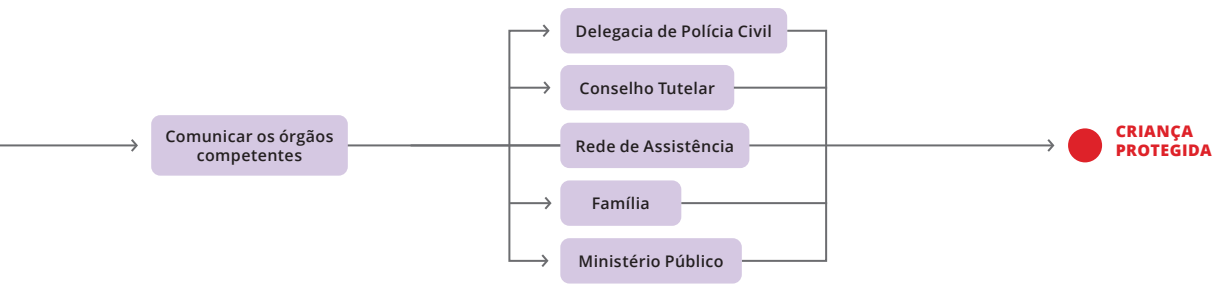 Comunicar os órgãos
competentes
Delegacia de Polícia Civil
Conselho Tutelar
Rede de Assistência
Família
Ministério Público
CRIANÇA
PROTEGIDA